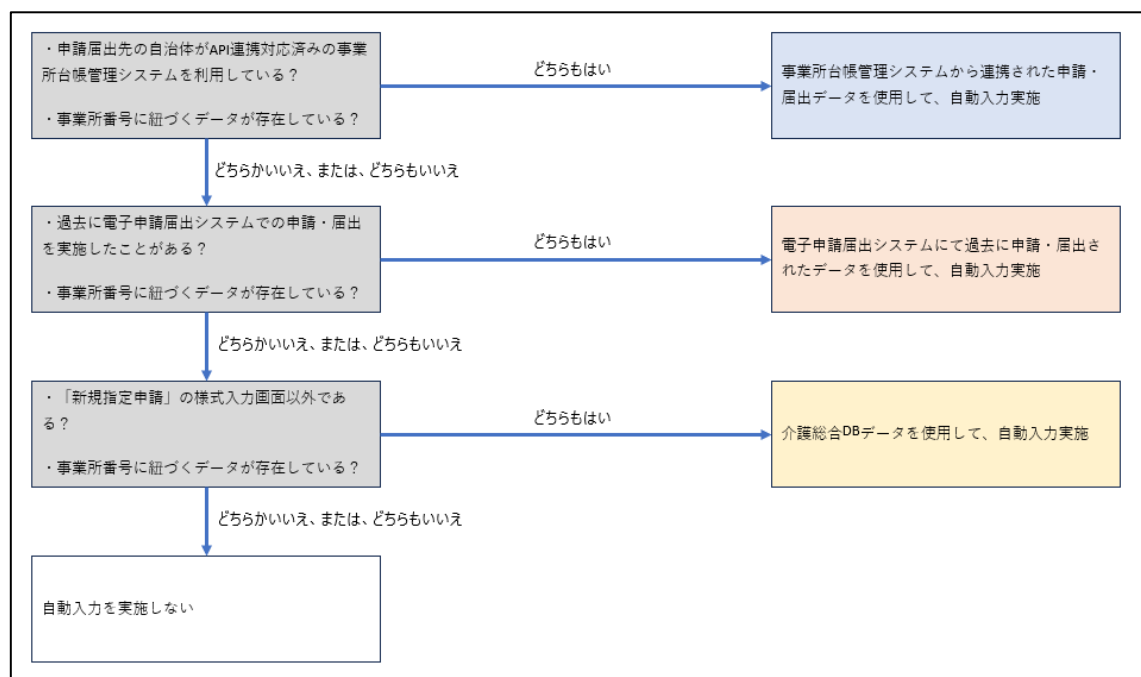 ・申請届出先の自治体がAPI連携対応済みの事業
所台帳管理システムを利用している？
・事業所番号に紐づくデータが存在している？
どちらもはい
事業所台帳管理システムから連携された申請・
届出データを使用して、自動入力実施
どちらかいいえ、または、どちらもいいえ
・過去に電子申請届出システムでの申請・届出
を実施したことがある？
・事業所番号に紐づくデータが存在している？
どちらもはい
電子申請届出システムにて過去に申請・届出さ
れたデータを使用して、自動入力実施
どちらかいいえ、または、どちらもいいえ
・「新規指定申請」の様式入力画面以外であ
る？
・事業所番号に紐づくデータが存在している？
どちらもはい
介護総合DBデータを使用して、自動入力実施
どちらかいいえ、または、どちらもいいえ
自動入力を実施しない